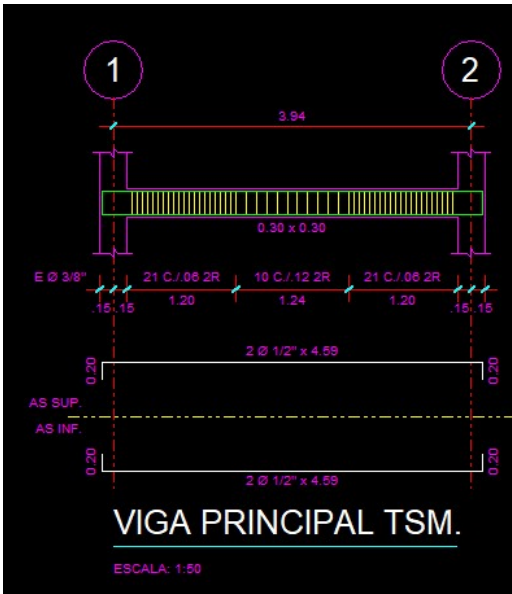 1 2
3.94
0.30 x 0.30
E Ø 3/8" 21 C./.06 2R 10 C./.12 2R 21 C./.06 2R
.15 .15 1.20 1.24 1.20 .15 .15
2 Ø 1/2" x 4.59
0.20 0.20
AS SUP.
AS INF.
0.20 0.20
2 Ø 1/2" x 4.59
VIGA PRINCIPAL TSM.
ESCALA: 1:50